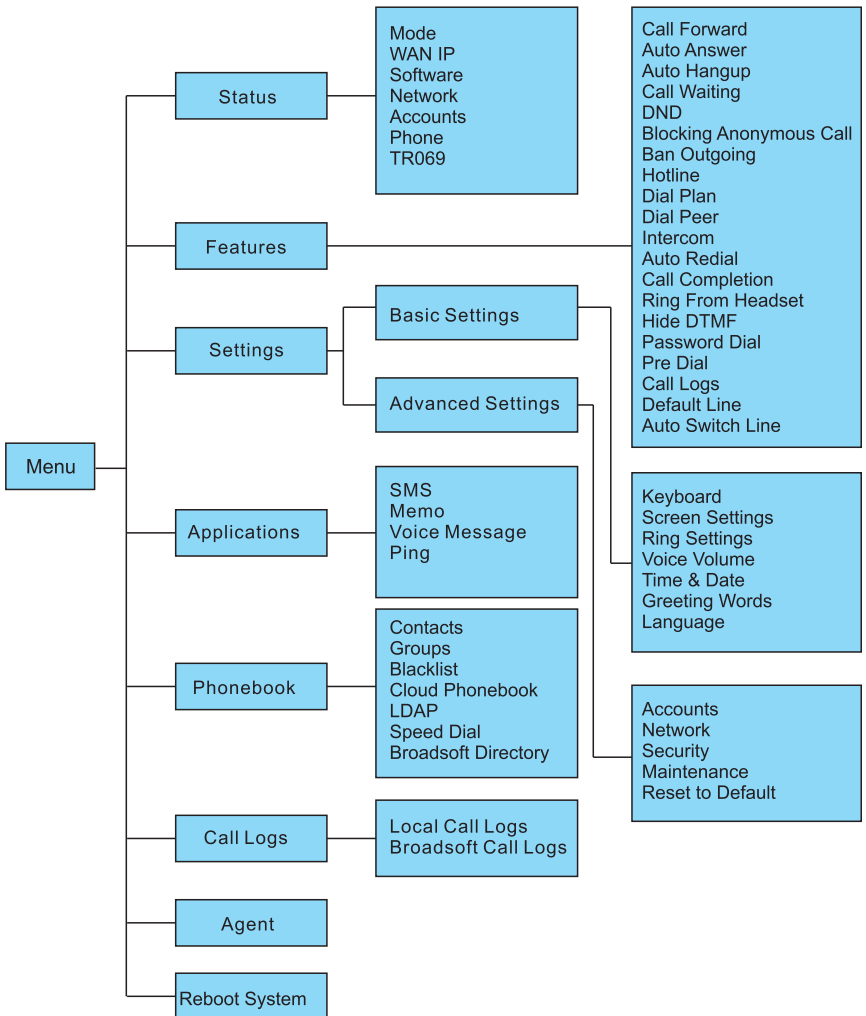 Menu
Status
Mode
WAN IP
Software
Network
Accounts
Phone
TR069
Features
Call Forward
Auto Answer
Auto Hangup
Call Waiting
DND
Blocking Anonymous Call
Ban Outgoing
Hotline
Dial Plan
Dial Peer
Intercom
Auto Redial
Call Completion
Ring From Headset
Hide DTMF
Password Dial
Pre Dial
Call Logs
Default Line
Auto Switch Line
Settings
Basic Settings
Keyboard
Screen Settings
Ring Settings
Voice Volume
Time & Date
Greeting Words
Language
Advanced Settings
Accounts
Network
Security
Maintenance
Reset to Default
Applications
SMS
Memo
Voice Message
Ping
Phonebook
Contacts
Groups
Blacklist
Cloud Phonebook
LDAP
Speed Dial
Broadsoft Directory
Call Logs
Local Call Logs
Broadsoft Call Logs
Agent
Reboot System